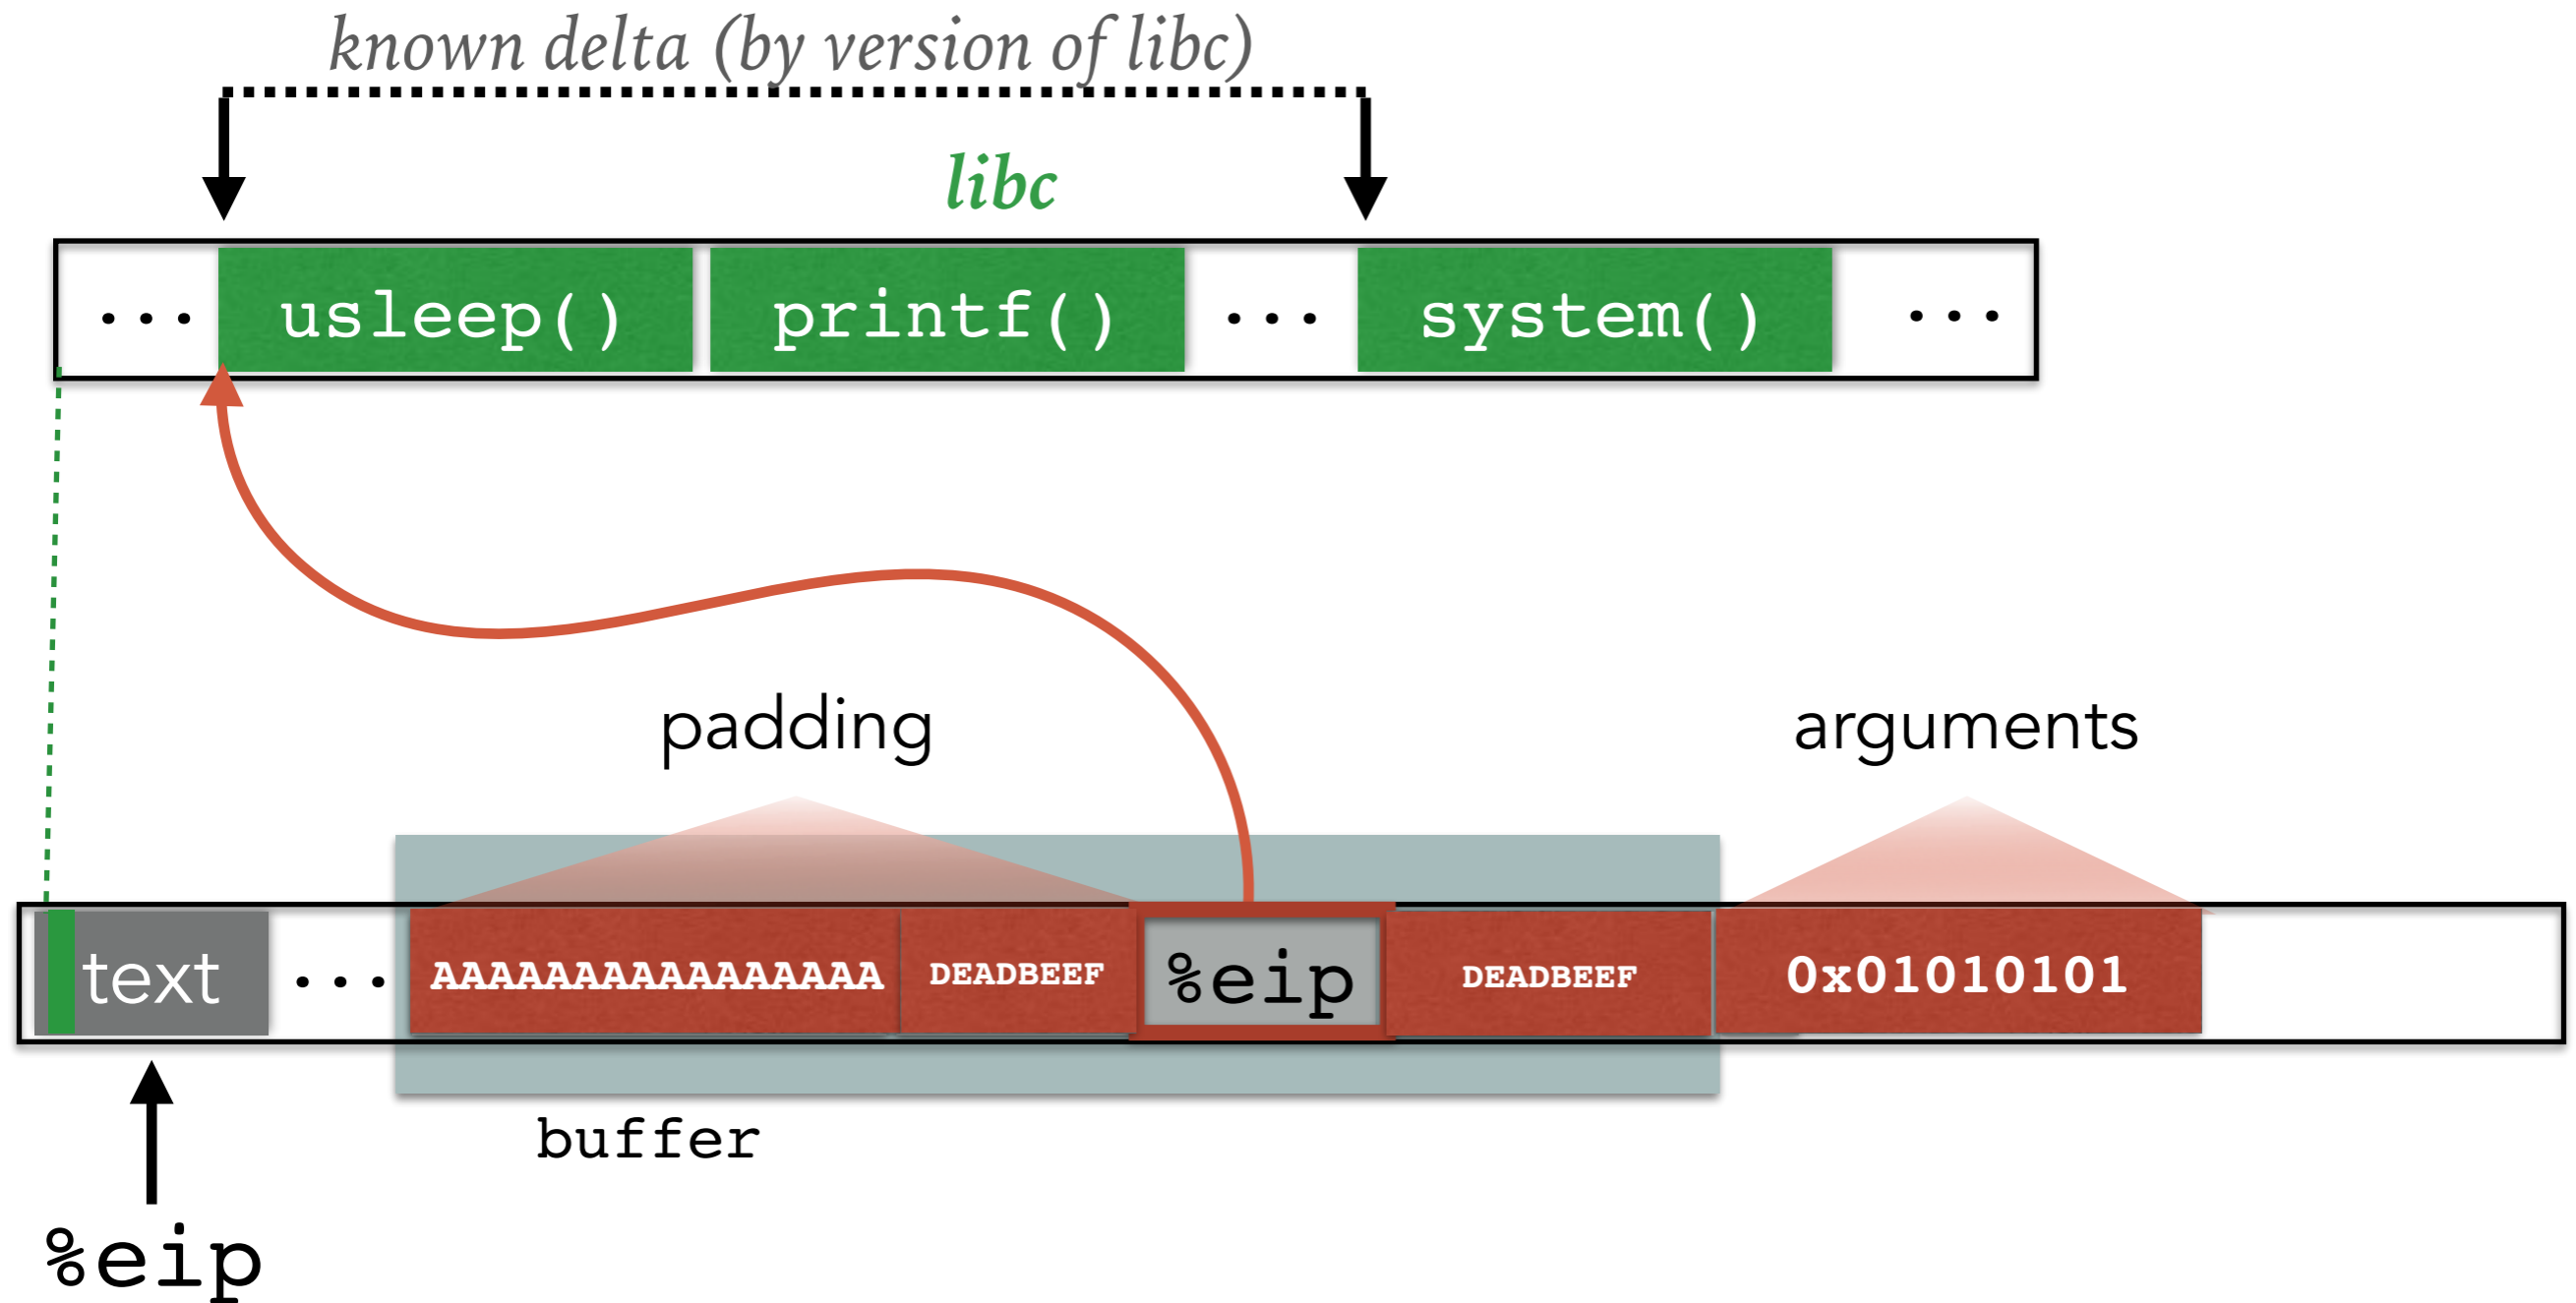 known delta (by version of libc)
libc
... usleep() printf() ... system() ...
padding
arguments
text ... AAAAAAAAAAAAAAAA DEADBEEF %eip DEADBEEF 0x01010101
buffer
%eip